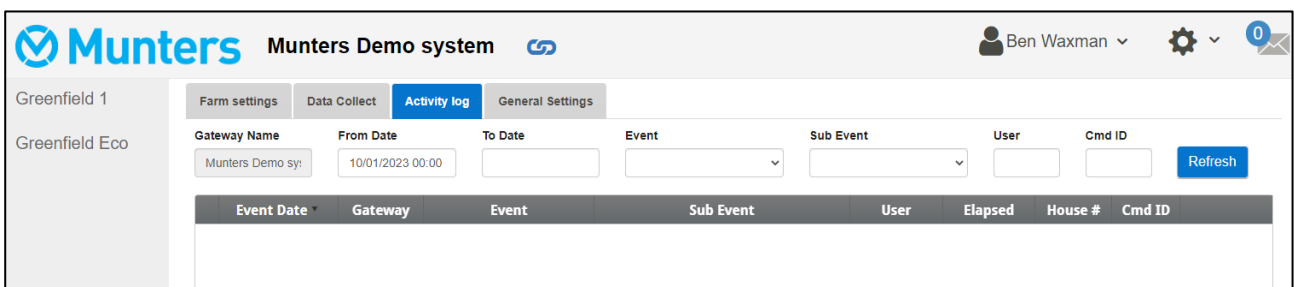 Munters Munters Demo system Ben Waxman 0
Greenfield 1
Greenfield Eco
Farm settings Data Collect Activity log General Settings
Gateway Name From Date To Date Event Sub Event User Cmd ID
Munters Demo sy 10/01/2023 00:00 Refresh
Event Date Gateway Event Sub Event User Elapsed House # Cmd ID